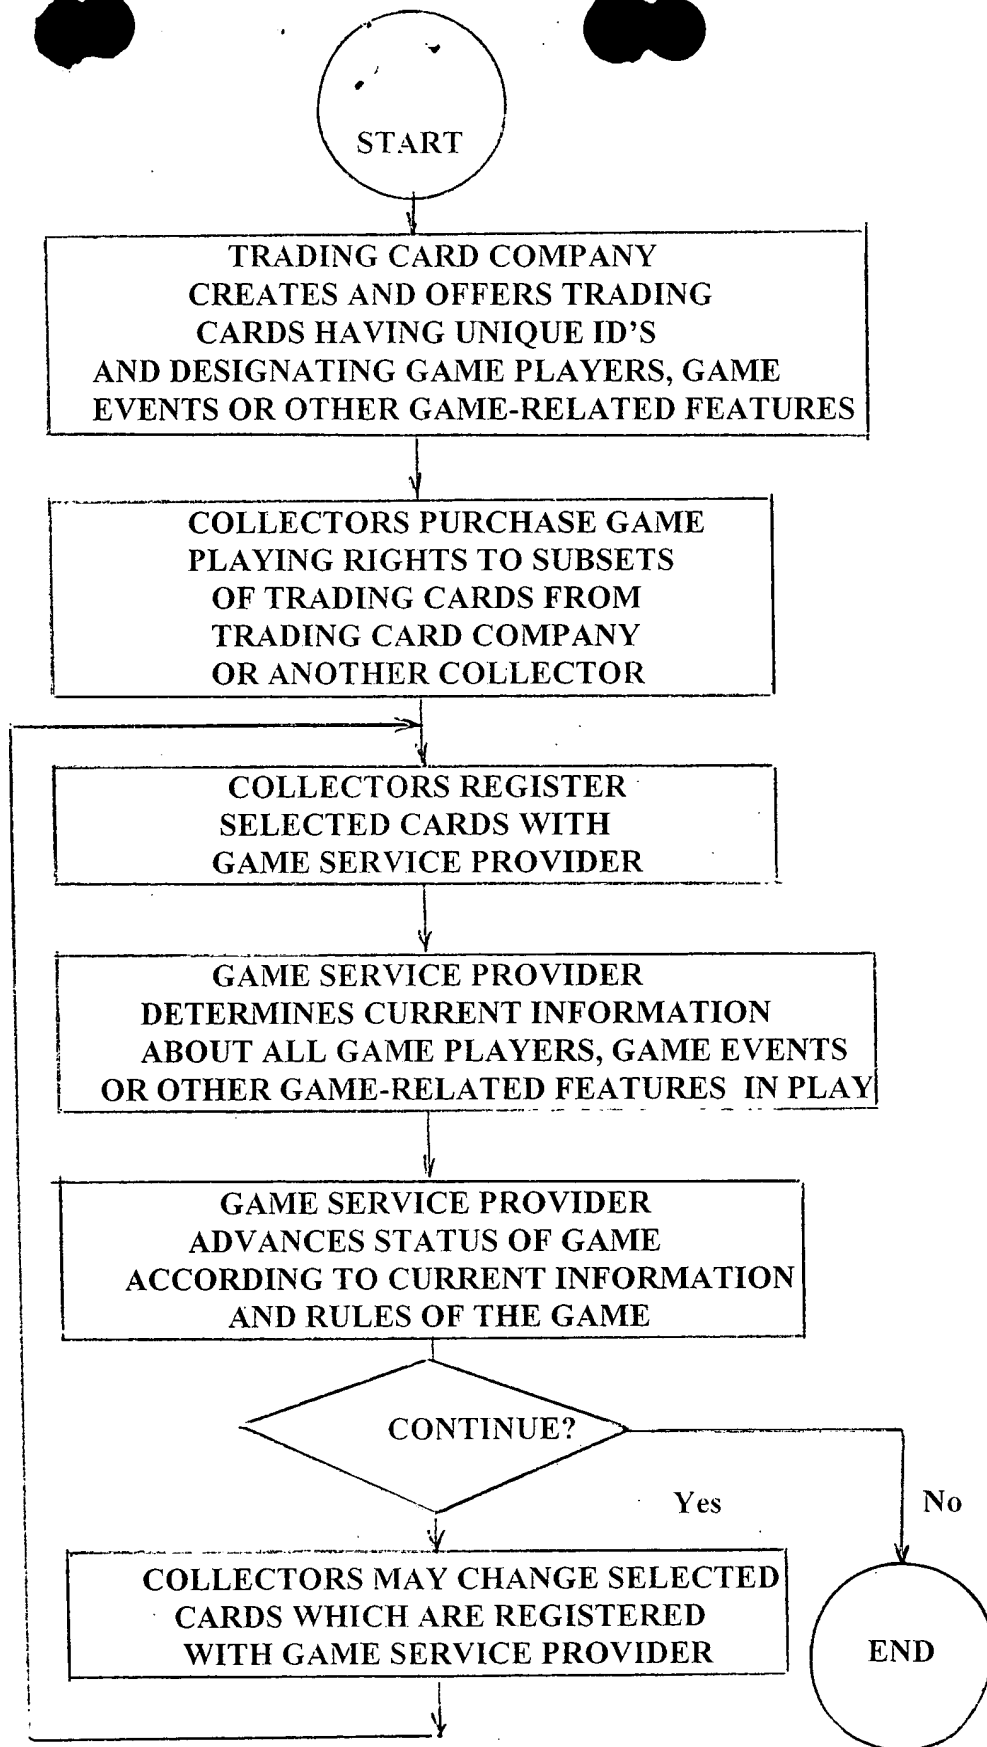 START
TRADING CARD COMPANY
CREATES AND OFFERS TRADING
CARDS HAVING UNIQUE ID'S
AND DESIGNATING GAME PLAYERS, GAME
EVENTS OR OTHER GAME-RELATED FEATURES
COLLECTORS PURCHASE GAME
PLAYING RIGHTS TO SUBSETS
OF TRADING CARDS FROM
TRADING CARD COMPANY
OR ANOTHER COLLECTOR
COLLECTORS REGISTER
SELECTED CARDS WITH
GAME SERVICE PROVIDER
GAME SERVICE PROVIDER
DETERMINES CURRENT INFORMATION
ABOUT ALL GAME PLAYERS, GAME EVENTS
OR OTHER GAME-RELATED FEATURES IN PLAY
GAME SERVICE PROVIDER
ADVANCES STATUS OF GAME
ACCORDING TO CURRENT INFORMATION
AND RULES OF THE GAME
CONTINUE?
Yes
No
COLLECTORS MAY CHANGE SELECTED
CARDS WHICH ARE REGISTERED
WITH GAME SERVICE PROVIDER
END